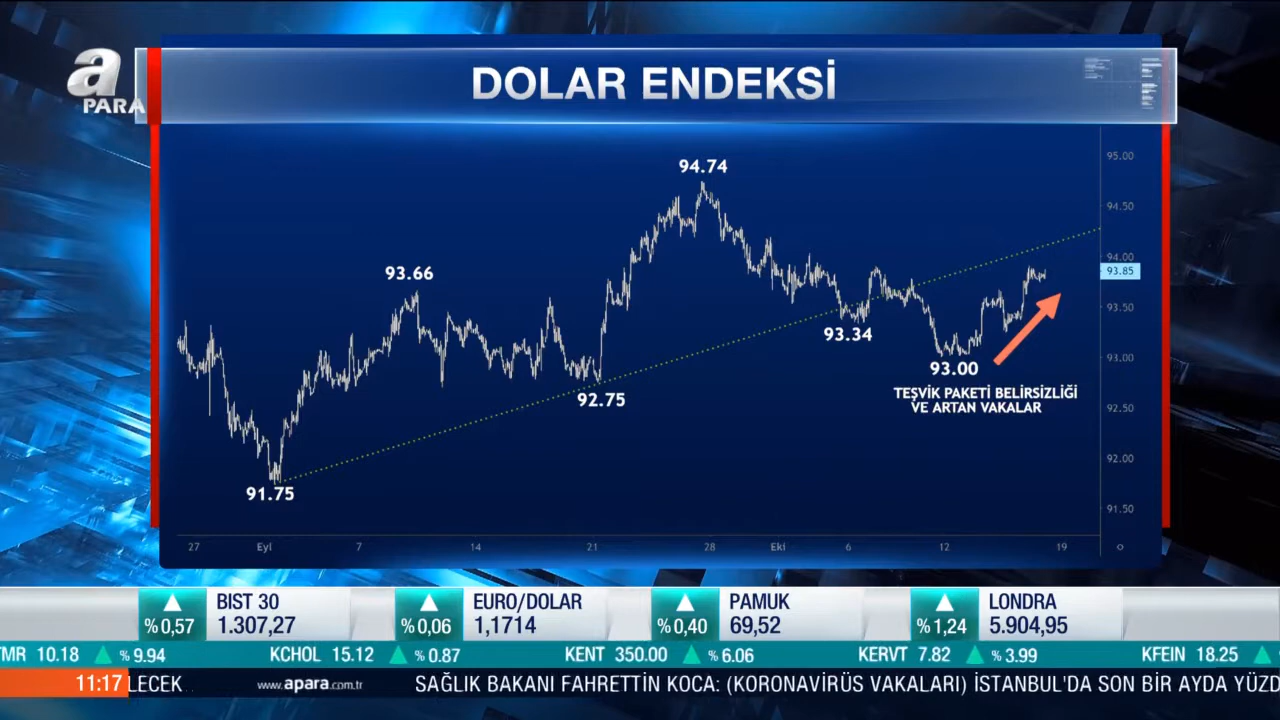 a
PARA
DOLAR ENDEKSİ
94.74
93.66
93.34
93.00
92.75
91.75
TEŞVİK PAKETİ BELİRSİZLİĞİ
VE ARTAN VAKALAR
95.00
94.50
94.00
93.85
93.50
93.00
92.50
92.00
91.50
27 Eyl 7 14 21 28 Eki 6 12 19
BIST 30 EURO/DOLAR PAMUK LONDRA
%0,57 1.307,27 %0,06 1,1714 %0,40 69,52 %1,24 5.904,95
TMR 10.18 %9.94 KCHOL 15.12 %0.87 KENT 350.00 %6.06 KERVT 7.82 %3.99 KFEIN 18.25
11:17 LECEK www.apara.com.tr SAĞLIK BAKANI FAHRETTİN KOCA: (KORONAVİRÜS VAKALARI) İSTANBUL'DA SON BİR AYDA YÜZD